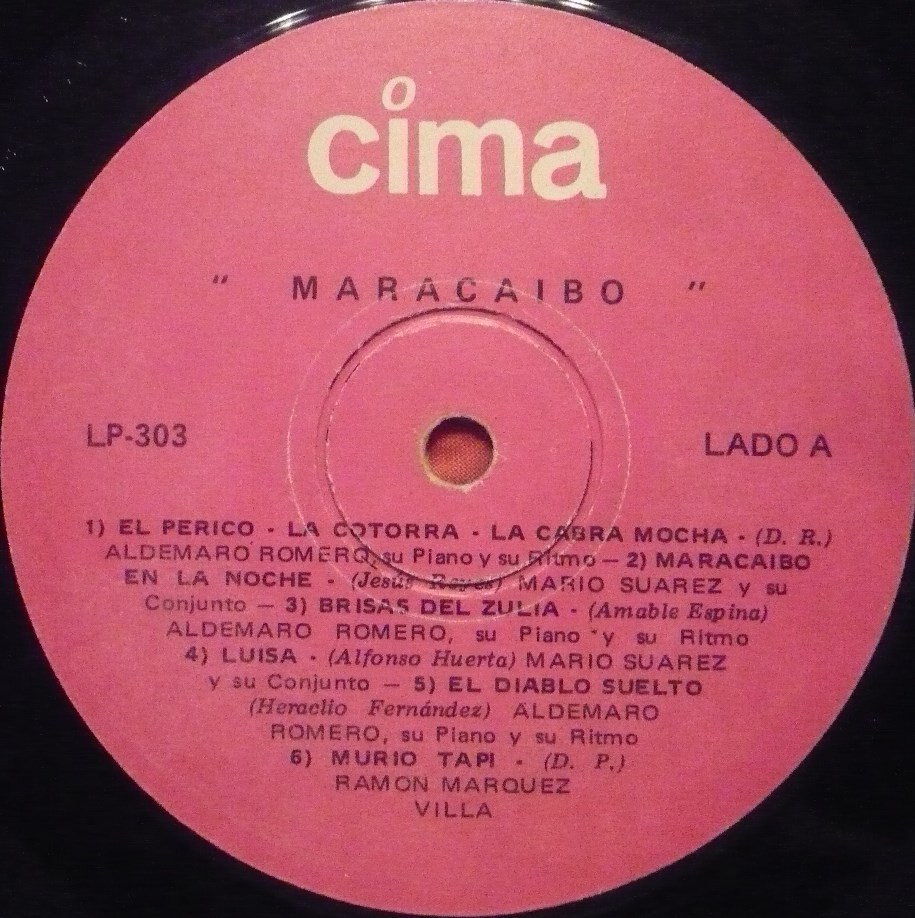 cima
" MARACAIBO "
LP-303
LADO A
1) EL PERICO - LA COTORRA - LA CABRA MOCHA - (D. R.)
ALDEMARO ROMERO, su Piano y su Ritmo — 2) MARACAIBO
EN LA NOCHE - (Jesús Reyes) MARIO SUAREZ y su
Conjunto — 3) BRISAS DEL ZULIA - (Amable Espina)
ALDEMARO ROMERO, su Piano y su Ritmo
4) LUISA - (Alfonso Huerta) MARIO SUAREZ
y su Conjunto — 5) EL DIABLO SUELTO
(Heraclio Fernández) ALDEMARO
ROMERO, su Piano y su Ritmo
6) MURIO TAPI - (D. P.)
RAMON MARQUEZ
VILLA